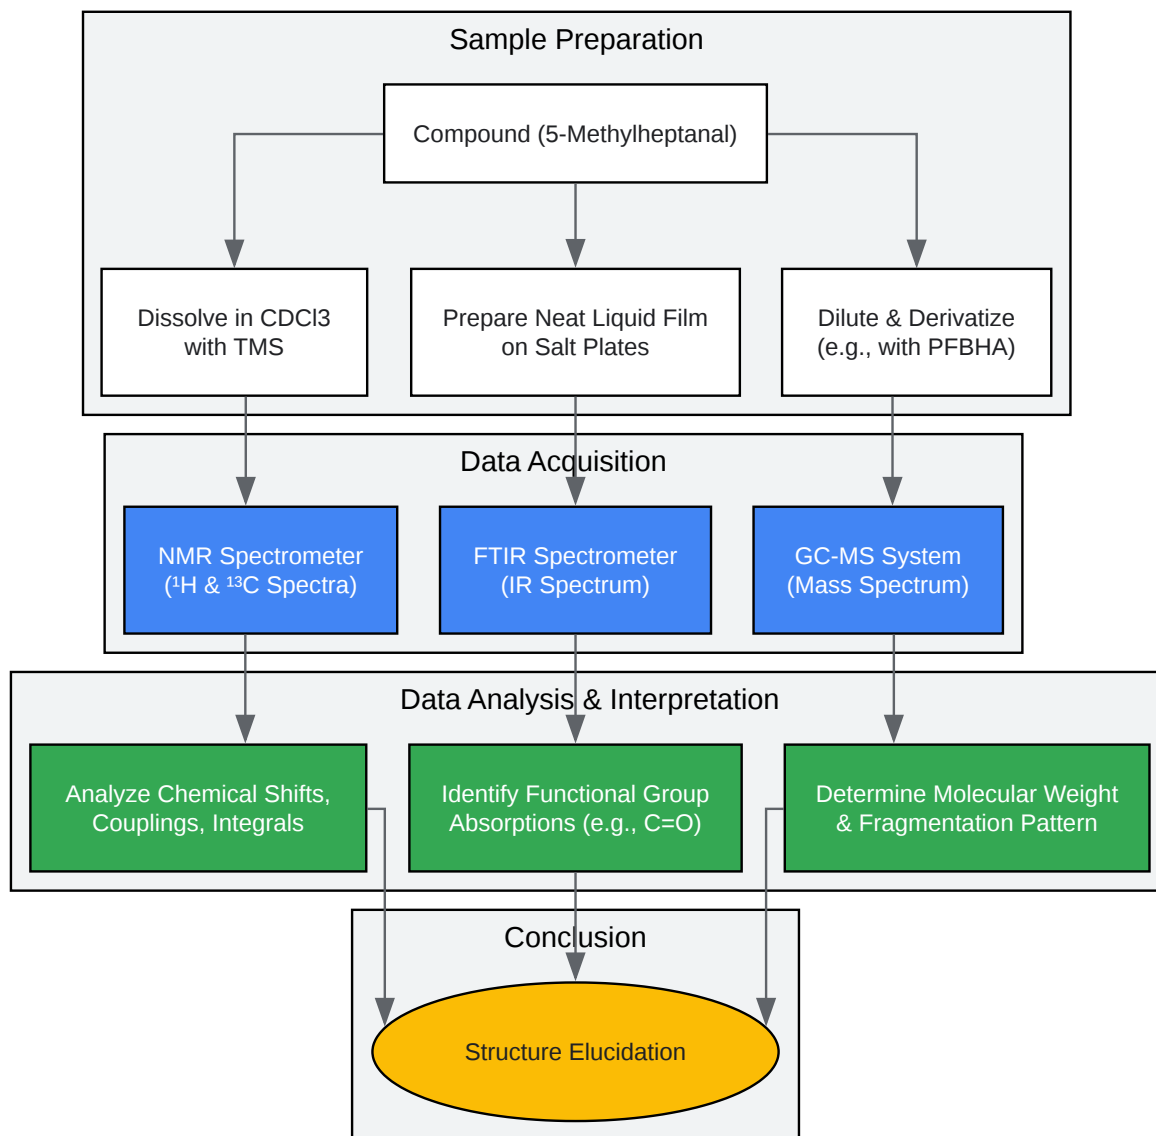 Sample Preparation
Compound (5-Methylheptanal)
Dissolve in CDCl3
with TMS
Prepare Neat Liquid Film
on Salt Plates
Dilute & Derivatize
(e.g., with PFBHA)
Data Acquisition
NMR Spectrometer
(¹H & ¹³C Spectra)
FTIR Spectrometer
(IR Spectrum)
GC-MS System
(Mass Spectrum)
Data Analysis & Interpretation
Analyze Chemical Shifts,
Couplings, Integrals
Identify Functional Group
Absorptions (e.g., C=O)
Determine Molecular Weight
& Fragmentation Pattern
Conclusion
Structure Elucidation